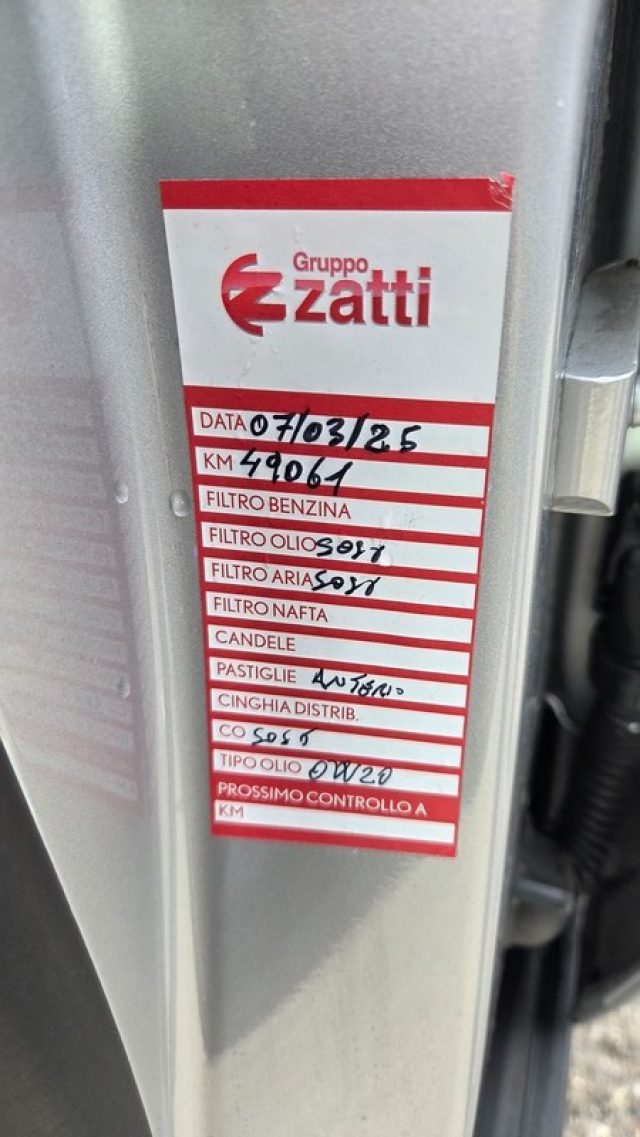 Gruppo
zatti
DATA 07/03/25
KM 49061
FILTRO BENZINA
FILTRO OLIO SOST
FILTRO ARIA SOST
FILTRO NAFTA
CANDELE
PASTIGLIE ANTERIO
CINGHIA DISTRIB.
CO SOST
TIPO OLIO 0W20
PROSSIMO CONTROLLO A
KM